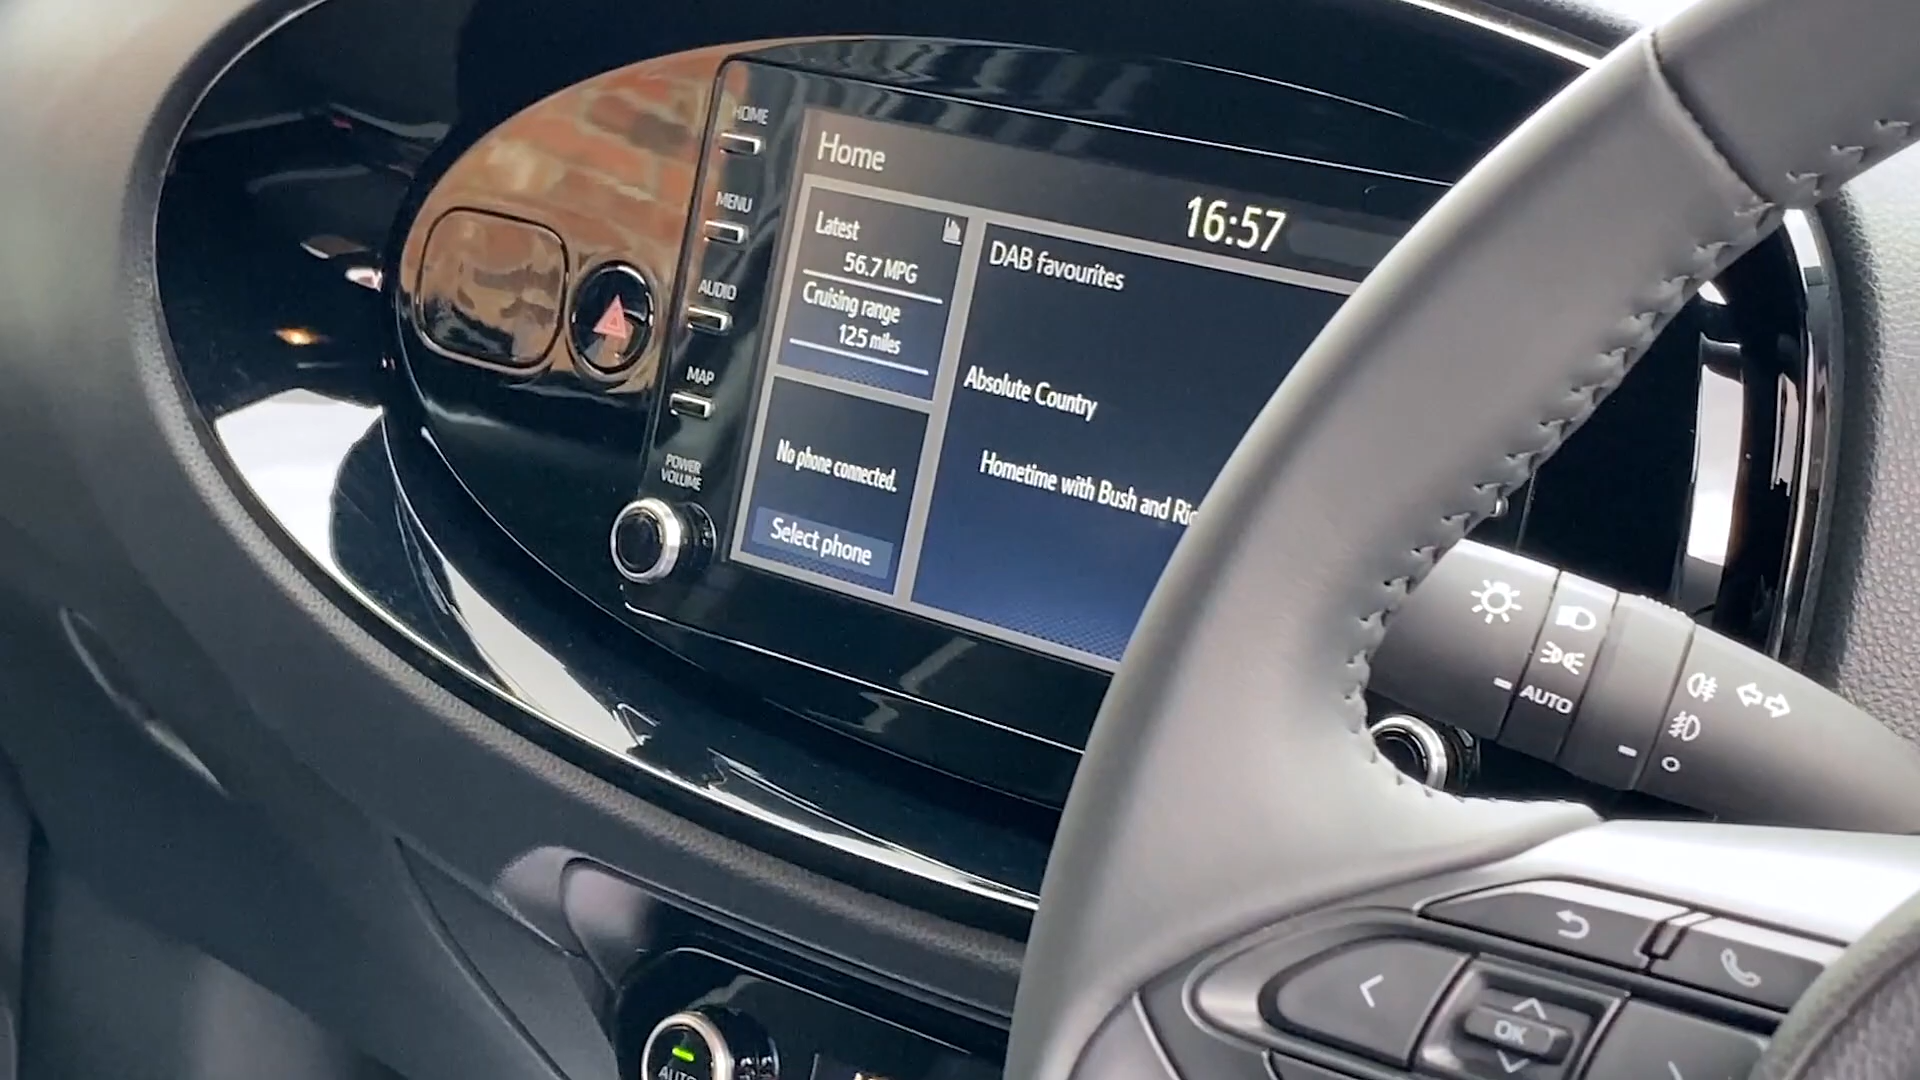 HOME
Home
16:57
MENU
Latest
56.7 MPG
DAB favourites
AUDIO
Cruising range
125 miles
MAP
Absolute Country
POWER
VOLUME
No phone connected.
Hometime with Bush and
Select phone
AUTO
OK
AUTO